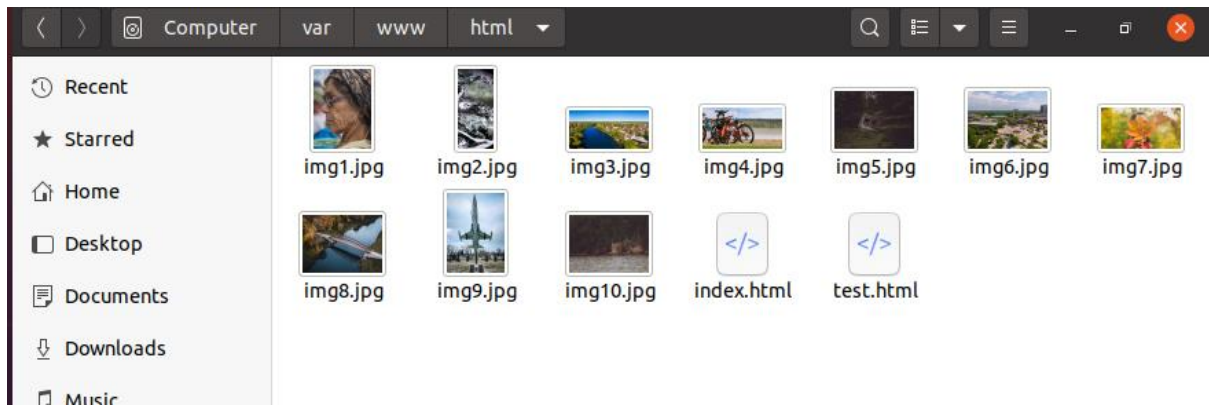 Computer var www html
Recent
Starred
Home
Desktop
Documents
Downloads
Music
img1.jpg img2.jpg img3.jpg img4.jpg img5.jpg img6.jpg img7.jpg
img8.jpg img9.jpg img10.jpg index.html test.html